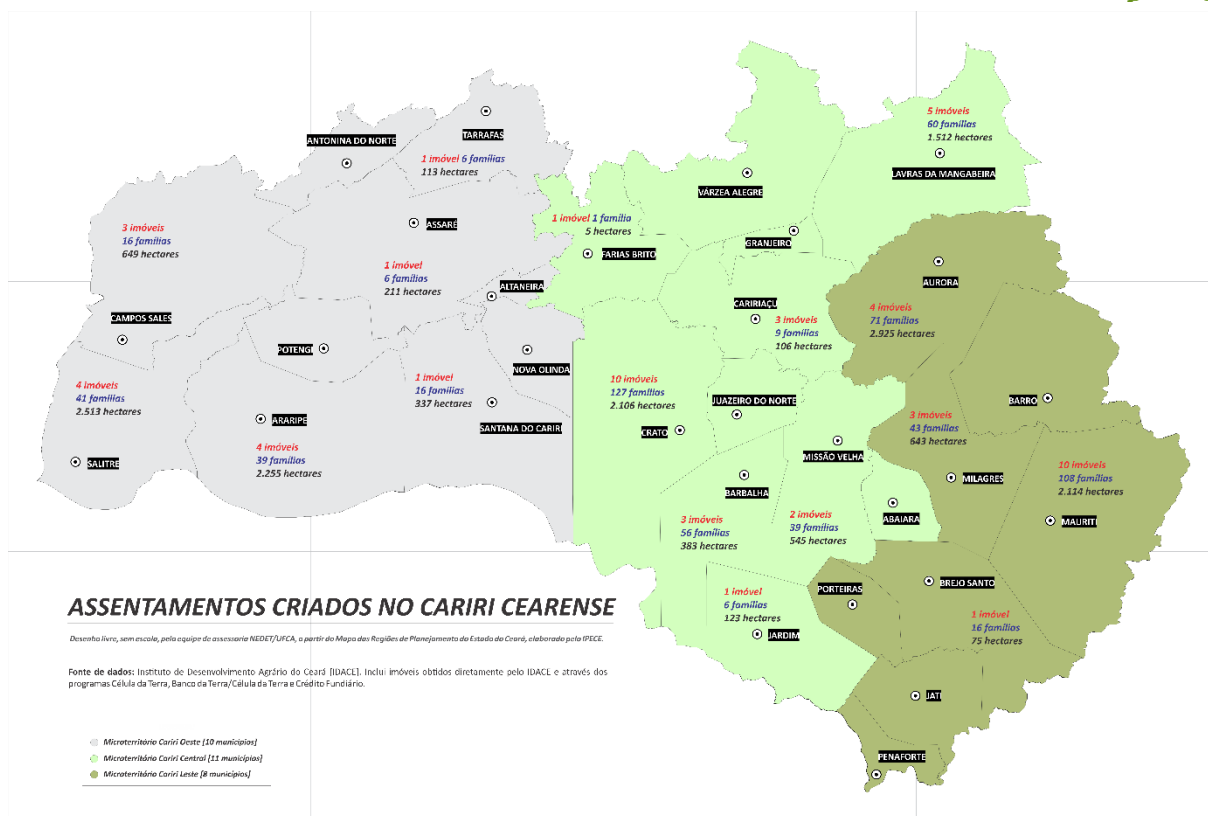 TARRAFAS
ANTONINA DO NORTE
1 imóvel 6 famílias
113 hectares
5 imóveis
60 famílias
1.512 hectares
LAVRAS DA MANGABEIRA
VÁRZEA ALEGRE
3 imóveis
16 famílias
649 hectares
ASSARÉ
1 imóvel 1 família
5 hectares
FARIAS BRITO
GRANJEIRO
AURORA
1 imóvel
6 famílias
211 hectares
ALTANEIRA
CARIRIAÇU
3 imóveis
9 famílias
106 hectares
4 imóveis
71 famílias
2.925 hectares
CAMPOS SALES
POTENGI
NOVA OLINDA
4 imóveis
41 famílias
2.513 hectares
1 imóvel
16 famílias
337 hectares
10 imóveis
127 famílias
2.106 hectares
JUAZEIRO DO NORTE
BARRO
ARARIPE
SANTANA DO CARIRI
CRATO
3 imóveis
43 famílias
643 hectares
SALITRE
4 imóveis
39 famílias
2.255 hectares
MISSÃO VELHA
BARBALHA
MILAGRES
10 imóveis
108 famílias
2.114 hectares
MAURITI
3 imóveis
56 famílias
383 hectares
2 imóveis
39 famílias
545 hectares
ABAIARA
PORTEIRAS
BREJO SANTO
1 imóvel
6 famílias
123 hectares
JARDIM
1 imóvel
16 famílias
75 hectares
JATI
PENAFORTE
ASSENTAMENTOS CRIADOS NO CARIRI CEARENSE
Desenho livre, sem escala, pela equipe de assessoria NEDET/UFCA, a partir do Mapa das Regiões de Planejamento do Estado do Ceará, elaborado pelo IPECE.
Fonte de dados: Instituto de Desenvolvimento Agrário do Ceará [IDACE]. Inclui imóveis obtidos diretamente pelo IDACE e através dos
programas Célula da Terra, Banco da Terra/Célula da Terra e Crédito Fundiário.
Microterritório Cariri Oeste [10 municípios]
Microterritório Cariri Central [11 municípios]
Microterritório Cariri Leste [8 municípios]